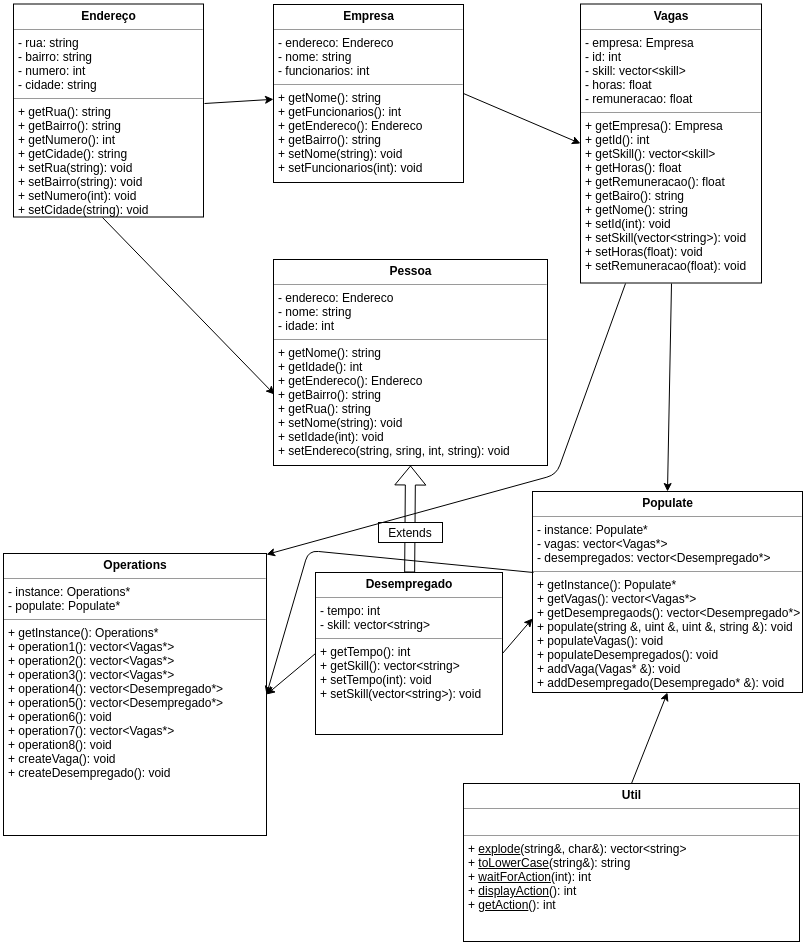 Endereço
- rua: string
- bairro: string
- numero: int
- cidade: string
+ getRua(): string
+ getBairro(): string
+ getNumero(): int
+ getCidade(): string
+ setRua(string): void
+ setBairro(string): void
+ setNumero(int): void
+ setCidade(string): void
Empresa
- endereco: Endereco
- nome: string
- funcionarios: int
+ getNome(): string
+ getFuncionarios(): int
+ getEndereco(): Endereco
+ getBairro(): string
+ setNome(string): void
+ setFuncionarios(int): void
Vagas
- empresa: Empresa
- id: int
- skill: vector<skill>
- horas: float
- remuneracao: float
+ getEmpresa(): Empresa
+ getId(): int
+ getSkill(): vector<skill>
+ getHoras(): float
+ getRemuneracao(): float
+ getBairo(): string
+ getNome(): string
+ setId(int): void
+ setSkill(vector<string>): void
+ setHoras(float): void
+ setRemuneracao(float): void
Pessoa
- endereco: Endereco
- nome: string
- idade: int
+ getNome(): string
+ getIdade(): int
+ getEndereco(): Endereco
+ getBairro(): string
+ getRua(): string
+ setNome(string): void
+ setIdade(int): void
+ setEndereco(string, sring, int, string): void
Extends
Operations
- instance: Operations*
- populate: Populate*
+ getInstance(): Operations*
+ operation1(): vector<Vagas*>
+ operation2(): vector<Vagas*>
+ operation3(): vector<Vagas*>
+ operation4(): vector<Desempregado*>
+ operation5(): vector<Desempregado*>
+ operation6(): void
+ operation7(): vector<Vagas*>
+ operation8(): void
+ createVaga(): void
+ createDesempregado(): void
Desempregado
- tempo: int
- skill: vector<string>
+ getTempo(): int
+ getSkill(): vector<string>
+ setTempo(int): void
+ setSkill(vector<string>): void
Populate
- instance: Populate*
- vagas: vector<Vagas*>
- desempregados: vector<Desempregado*>
+ getInstance(): Populate*
+ getVagas(): vector<Vagas*>
+ getDesempregaods(): vector<Desempregado*>
+ populate(string &, uint &, uint &, string &): void
+ populateVagas(): void
+ populateDesempregados(): void
+ addVaga(Vagas* &): void
+ addDesempregado(Desempregado* &): void
Util
+ explode(string&, char&): vector<string>
+ toLowerCase(string&): string
+ waitForAction(int): int
+ displayAction(): int
+ getAction(): int